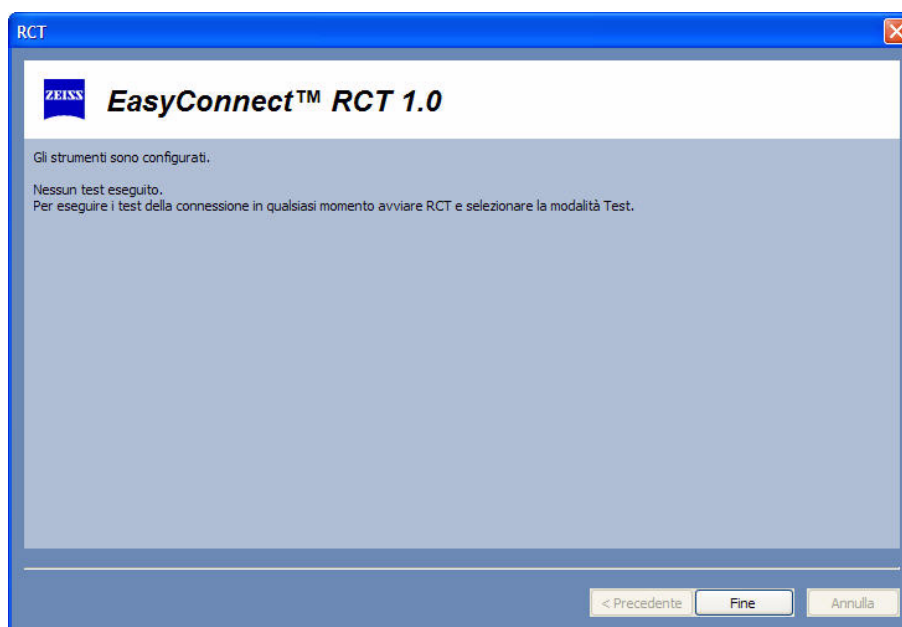 RCT
ZEISS
EasyConnect™ RCT 1.0
Gli strumenti sono configurati.
Nessun test eseguito.
Per eseguire i test della connessione in qualsiasi momento avviare RCT e selezionare la modalità Test.
< Precedente
Fine
Annulla